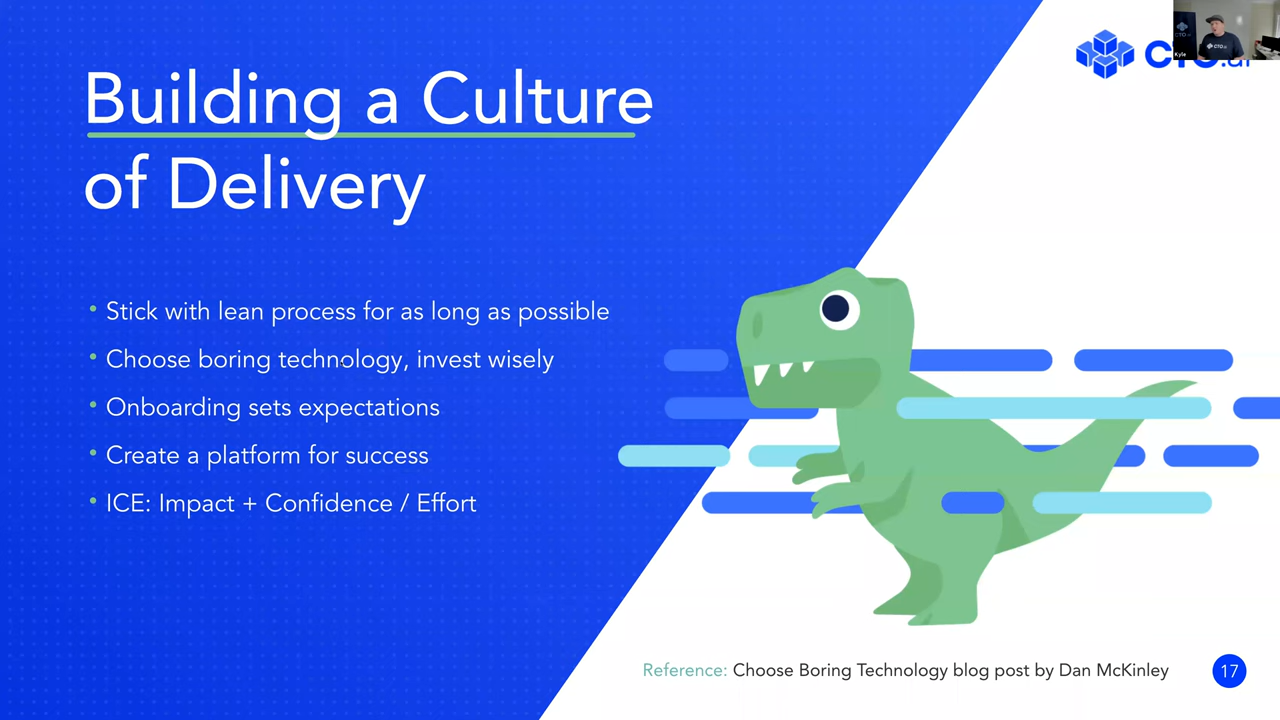 Building a Culture
of Delivery
• Stick with lean process for as long as possible
• Choose boring technology, invest wisely
• Onboarding sets expectations
• Create a platform for success
• ICE: Impact + Confidence / Effort
Kyle
Reference: Choose Boring Technology blog post by Dan McKinley
17